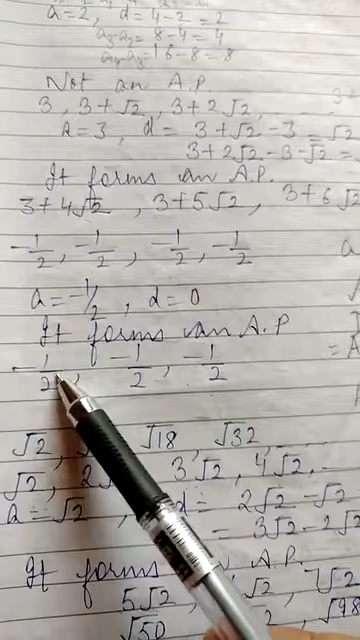 a=2, d=4-2=2
a₃-a₂=8-4=4
a₄-a₃=16-8=8
Not an A.P.
3, 3+√2, 3+2√2,
a=3, d=3+√2-3=√2
3+2√2-3-√2=
It forms an A.P.
3+4√2, 3+5√2, 3+6√2
-1/2, -1/2, -1/2, -1/2
a=-1/2, d=0
It forms an A.P
-1/2, -1/2, -1/2
√2, √18, √32,
√2, 3√2, 4√2,
a=√2 d=2√2-√2
3√2-2√2
It forms A.P.
5√2, √2, 7√2
√50 √98